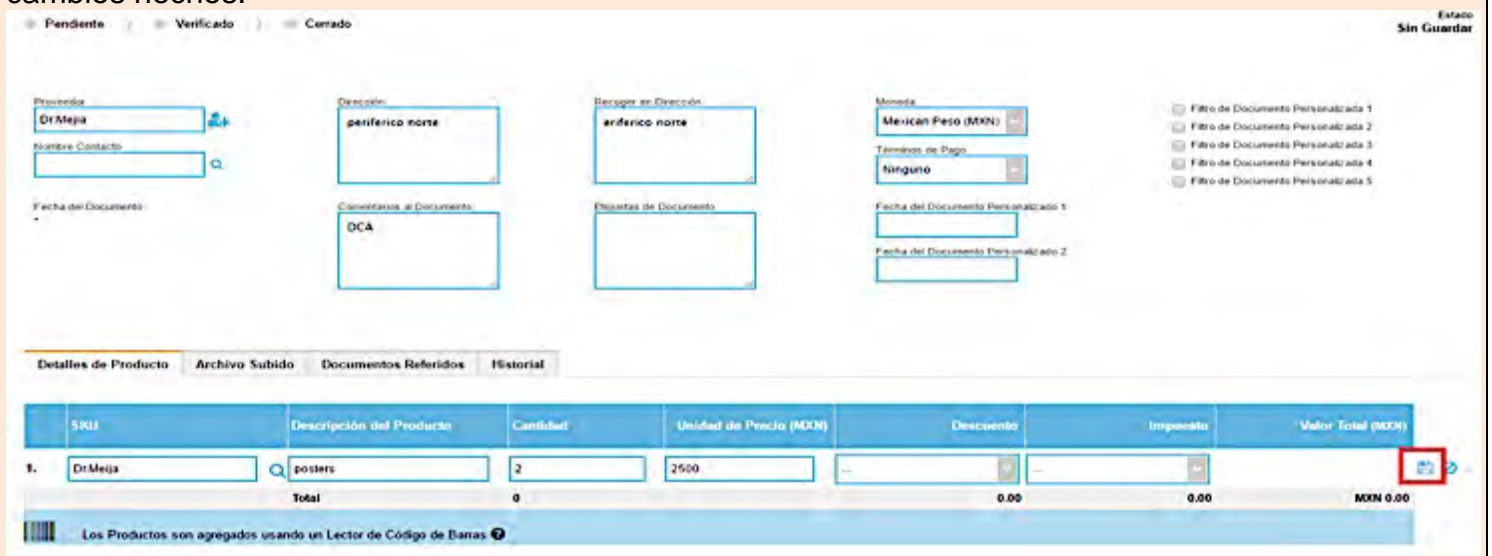 cambios hechos.
Pendiente Verificado Cerrado
Estado
Sin Guardar
Proveedor
Dr.Mejia
Nombre Contacto
Fecha del Documento
-
Dirección
periferico norte
Comentarios al Documento
OCA
Recoger en Dirección
eriferico norte
Etiquetas de Documento
Moneda
Mexican Peso (MXN)
Términos de Pago
Ninguno
Fecha del Documento Personalizado 1
Fecha del Documento Personalizado 2
Filtro de Documento Personalizada 1
Filtro de Documento Personalizada 2
Filtro de Documento Personalizada 3
Filtro de Documento Personalizada 4
Filtro de Documento Personalizada 5
Detalles de Producto Archivo Subido Documentos Referidos Historial
SKU Descripción del Producto Cantidad Unidad de Precio (MXN) Descuento Impuesto Valor Total (MXN)
1. Dr.Meija posters 2 2500 ... ...
Total 0 0.00 0.00 MXN 0.00
Los Productos son agregados usando un Lector de Código de Barras ?